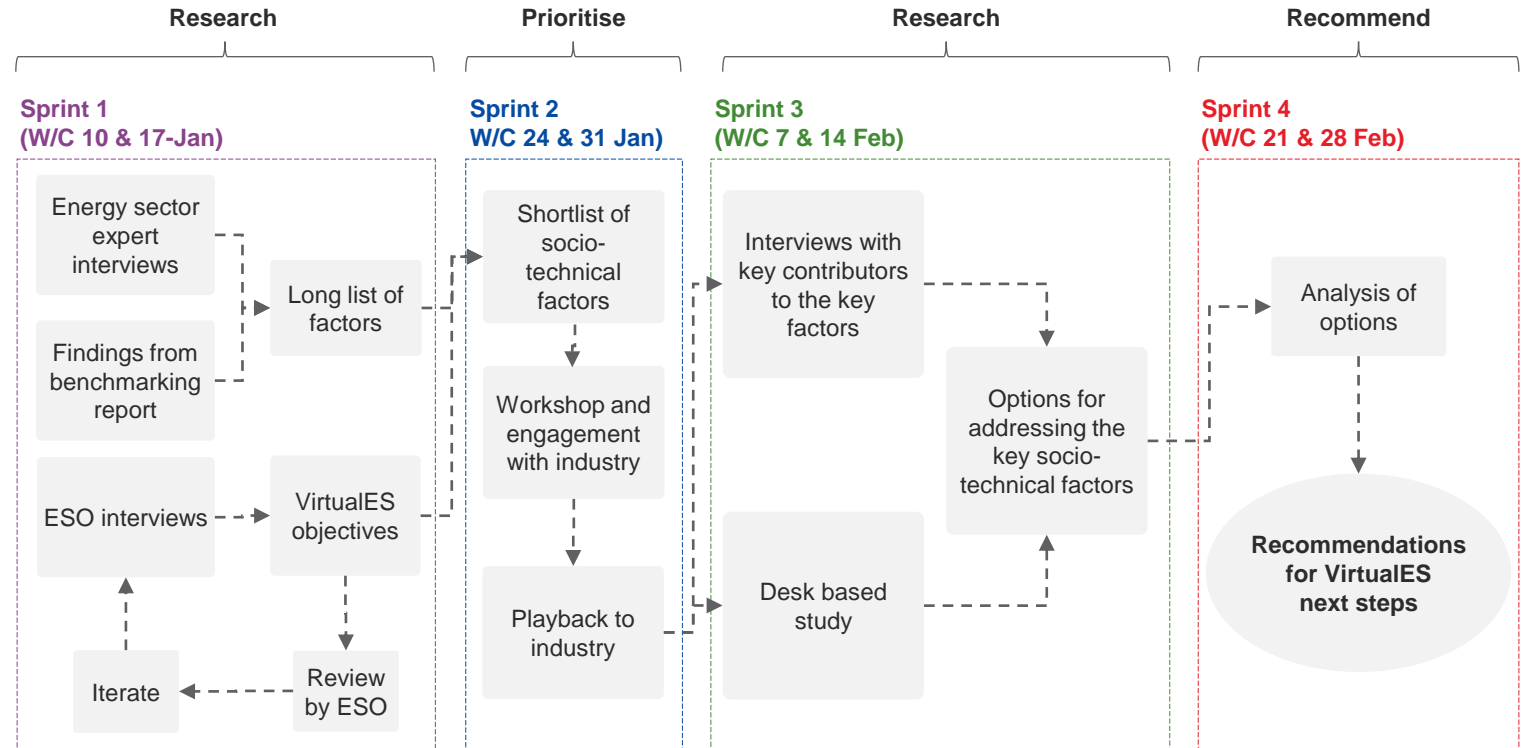 Research
Prioritise
Research
Recommend
Sprint 1
(W/C 10 & 17-Jan)
Sprint 2
W/C 24 & 31 Jan)
Sprint 3
(W/C 7 & 14 Feb)
Sprint 4
(W/C 21 & 28 Feb)
Energy sector
expert
interviews
Findings from
benchmarking
report
Long list of
factors
ESO interviews
VirtualES
objectives
Iterate
Review
by ESO
Shortlist of
socio-
technical
factors
Workshop and
engagement
with industry
Playback to
industry
Interviews with
key contributors
to the key
factors
Desk based
study
Options for
addressing the
key socio-
technical factors
Analysis of
options
Recommendations
for VirtualES
next steps